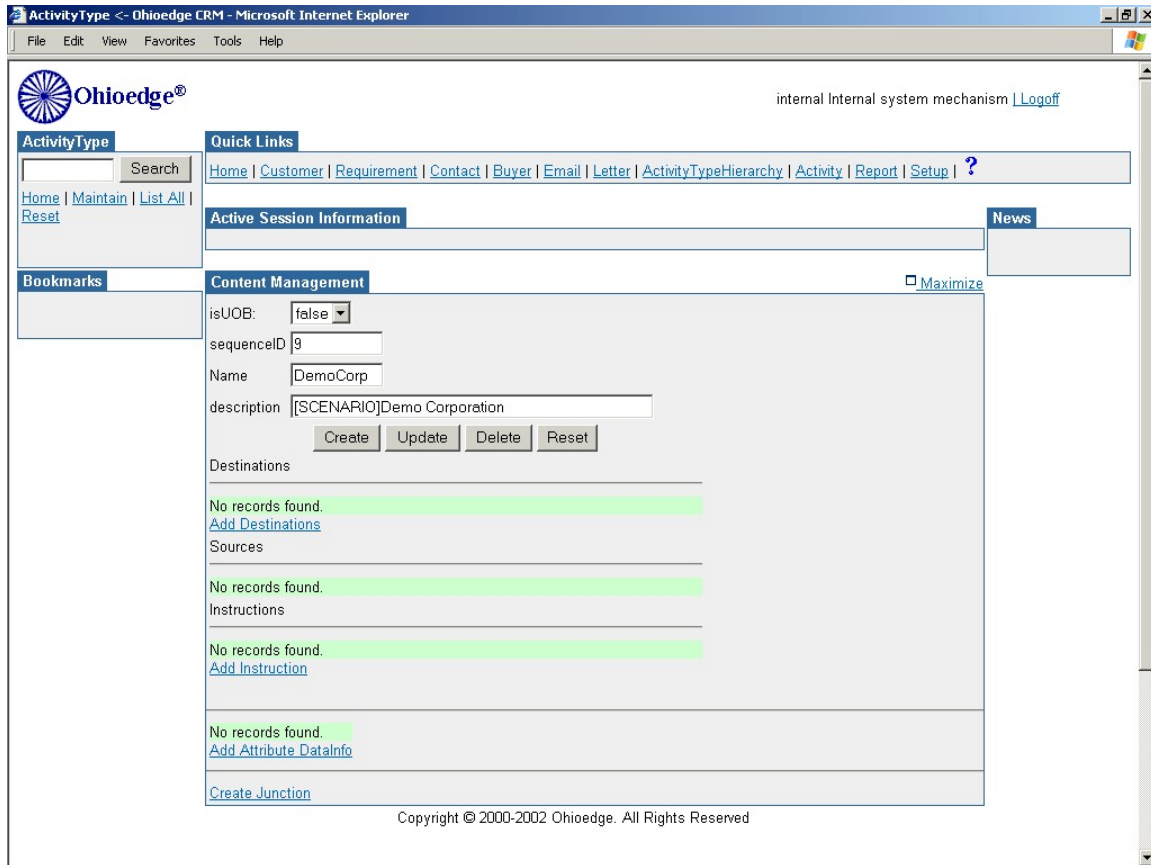 ActivityType <- Ohioedge CRM - Microsoft Internet Explorer
File Edit View Favorites Tools Help
Ohioedge®
internal Internal system mechanism | Logoff
ActivityType
Search
Home | Maintain | List All |
Reset
Bookmarks
Quick Links
Home | Customer | Requirement | Contact | Buyer | Email | Letter | ActivityTypeHierarchy | Activity | Report | Setup | ?
Active Session Information
News
Content Management
Maximize
isUOB: false
sequenceID 9
Name DemoCorp
description [SCENARIO]Demo Corporation
Create Update Delete Reset
Destinations
No records found.
Add Destinations
Sources
No records found.
Instructions
No records found.
Add Instruction
No records found.
Add Attribute DataInfo
Create Junction
Copyright © 2000-2002 Ohioedge. All Rights Reserved